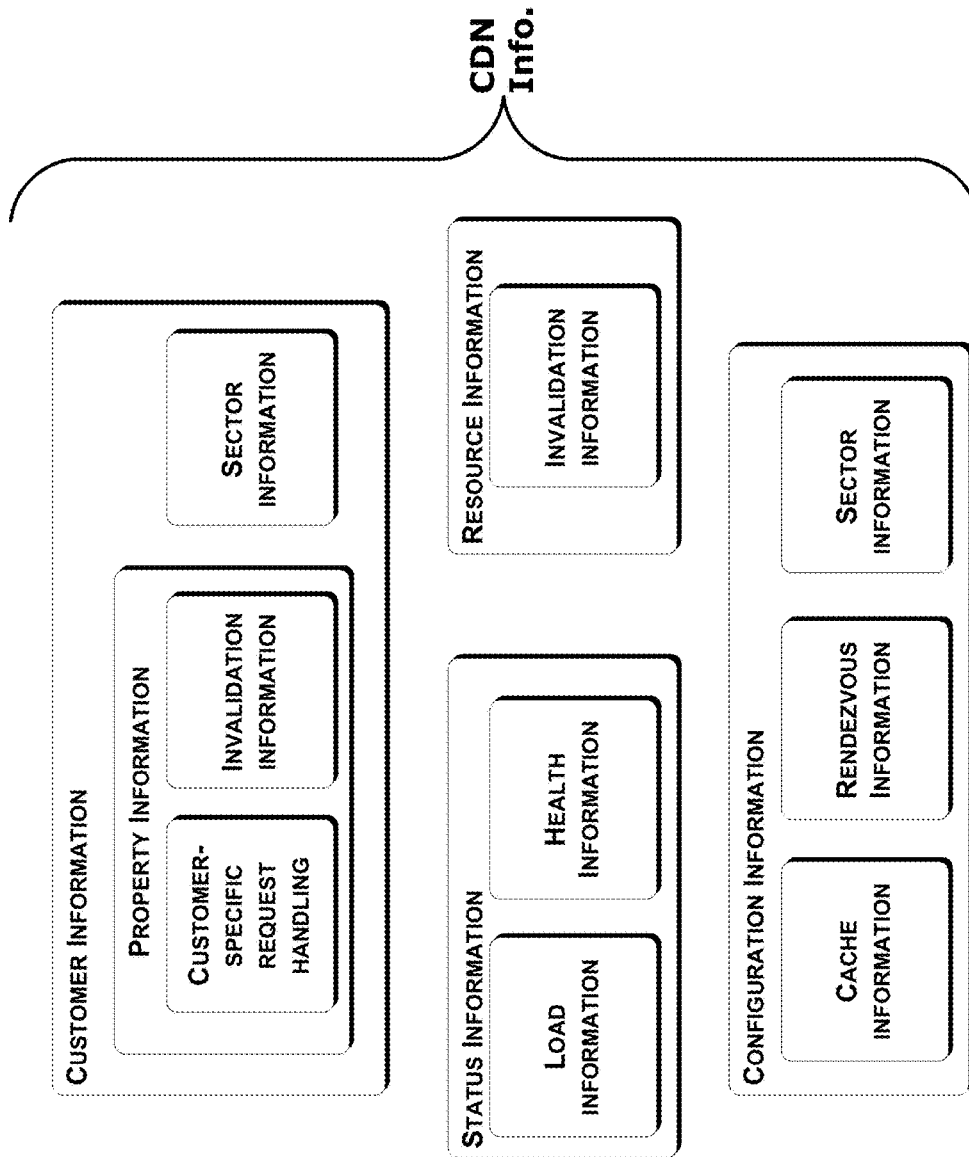 CUSTOMER INFORMATION
PROPERTY INFORMATION
CUSTOMER-
SPECIFIC
REQUEST
HANDLING
INVALIDATION
INFORMATION
SECTOR
INFORMATION
STATUS INFORMATION
LOAD
INFORMATION
HEALTH
INFORMATION
RESOURCE INFORMATION
INVALIDATION
INFORMATION
CONFIGURATION INFORMATION
CACHE
INFORMATION
RENDEZVOUS
INFORMATION
SECTOR
INFORMATION
CDN
Info.